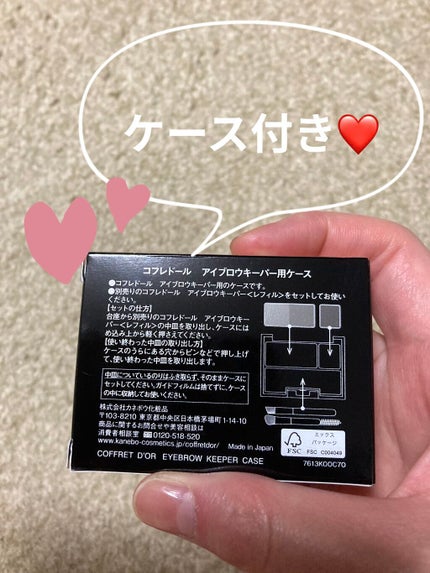 ケース付き❤️
コフレドール　アイブロウキーパー用ケース
●コフレドール　アイブロウキーパー用のケースです。
●別売りのコフレドール　アイブロウキーパー<レフィル>をセットしてお使い
ください。
【セットの仕方】
台座から別売りのコフレドール　アイブロウキー
パー<レフィル>の中皿を取り出し、ケースには
め込み上から軽く押さえてください。
【使い終わった中皿の取り出し方】
ケースのうらにある穴からピンなどで押し上げ
て、使い終わった中皿を外します。
中皿についているのりはふき取らず、そのままケースに
セットしてください。ガイドフィルムは捨てずに、ケース
の中に収納してお使いください。
株式会社カネボウ化粧品
〒103-8210 東京都中央区日本橋茅場町1-14-10
商品に関するお問合せや美容相談は
消費者相談室 0120-518-520
www.kanebo-cosmetics.jp/coffretdor/ Made in Japan
COFFRET D'OR EYEBROW KEEPER CASE
ミックス
パッケージ
FSC FSC C004049
7613KOOC70